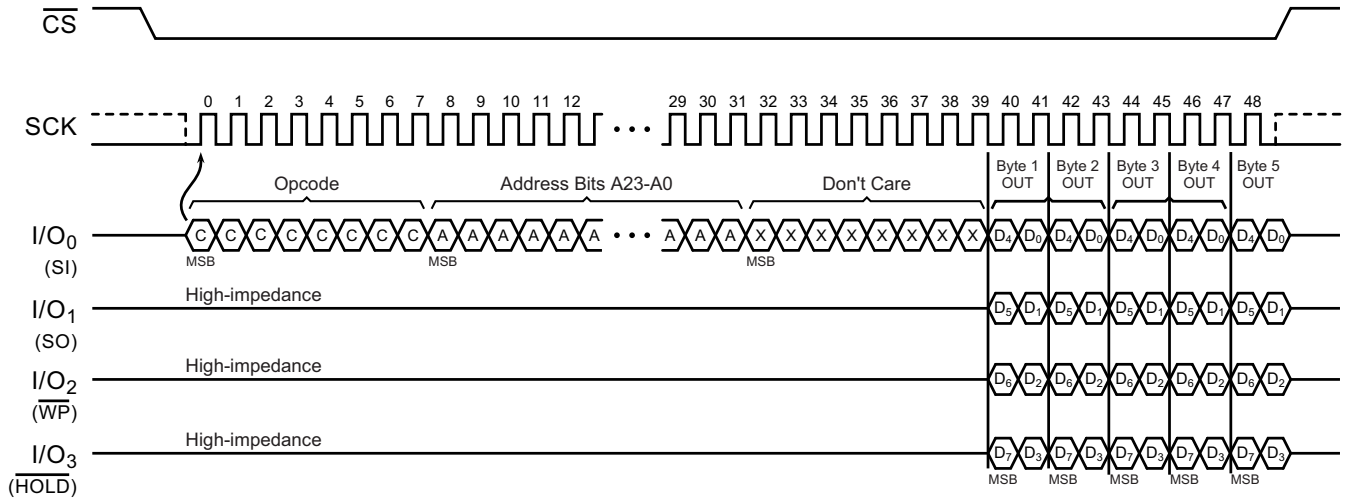 CS
SCK
0 1 2 3 4 5 6 7 8 9 10 11 12 • • • 29 30 31 32 33 34 35 36 37 38 39 40 41 42 43 44 45 46 47 48
Opcode Address Bits A23-A0 Don't Care Byte 1 OUT Byte 2 OUT Byte 3 OUT Byte 4 OUT Byte 5 OUT
I/O0 (SI)
C C C C C C C C A A A A A A • • • A A A X X X X X X X X D4 D0 D4 D0 D4 D0 D4 D0 D4 D0
MSB MSB MSB
I/O1 (SO)
High-impedance
D5 D1 D5 D1 D5 D1 D5 D1 D5 D1
I/O2 (WP)
High-impedance
D6 D2 D6 D2 D6 D2 D6 D2 D6 D2
I/O3 (HOLD)
High-impedance
D7 D3 D7 D3 D7 D3 D7 D3 D7 D3
MSB MSB MSB MSB MSB